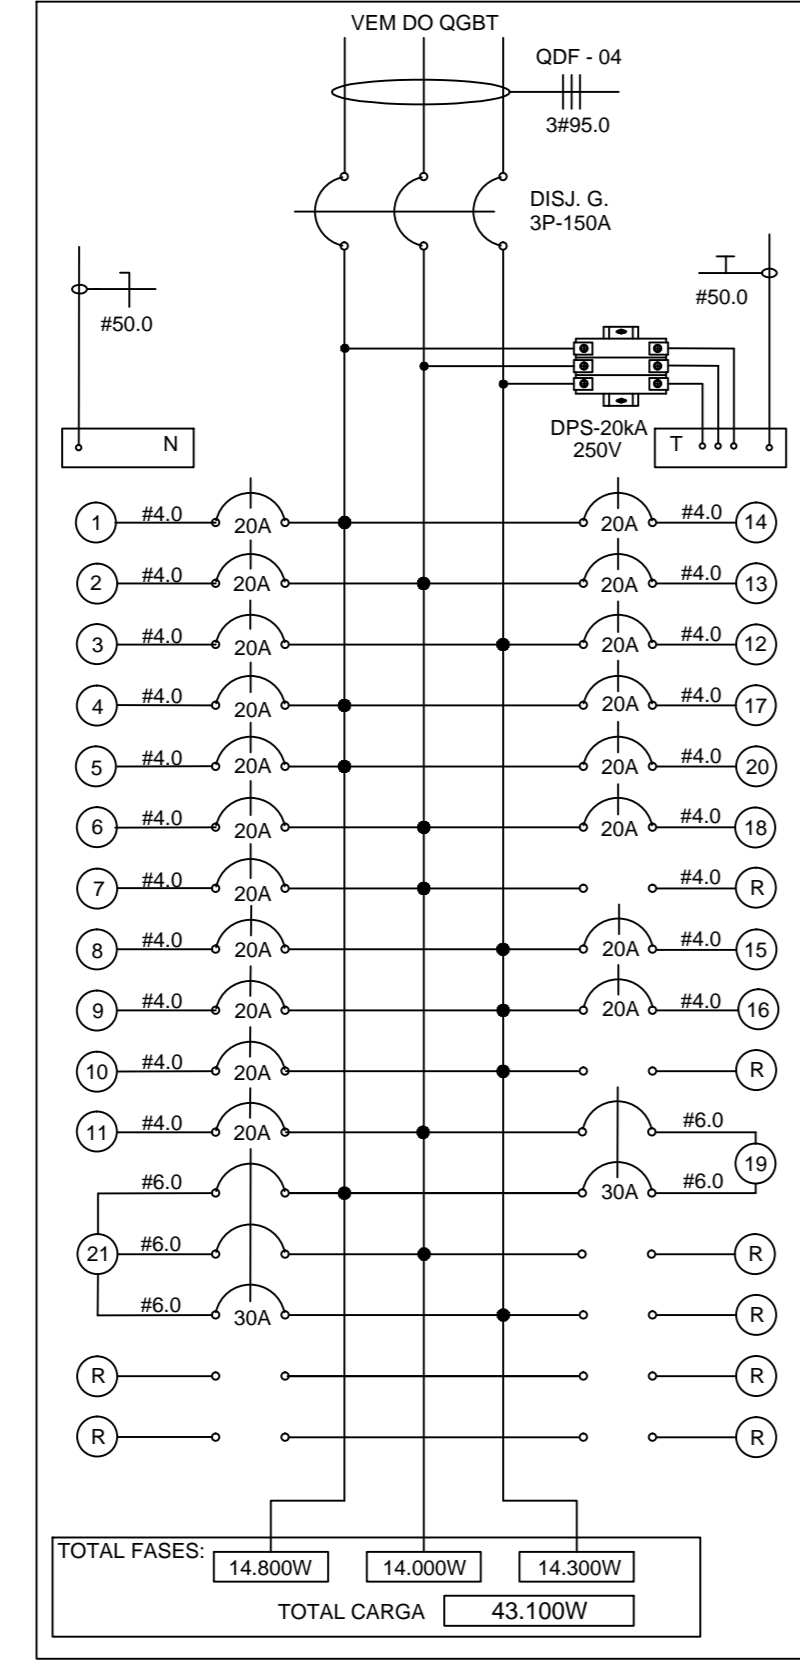 VEM DO QGBT
QDF - 04
3#95.0
DISJ. G.
3P-150A
#50.0
#50.0
DPS-20kA
250V
N
T
1 #4.0 20A 20A #4.0 14
2 #4.0 20A 20A #4.0 13
3 #4.0 20A 20A #4.0 12
4 #4.0 20A 20A #4.0 17
5 #4.0 20A 20A #4.0 20
6 #4.0 20A 20A #4.0 18
7 #4.0 20A #4.0 R
8 #4.0 20A 20A #4.0 15
9 #4.0 20A 20A #4.0 16
10 #4.0 20A R
11 #4.0 20A #6.0
19
#6.0 30A #6.0
21 #6.0 R
#6.0 30A R
R R
R R
TOTAL FASES:
14.800W 14.000W 14.300W
TOTAL CARGA 43.100W